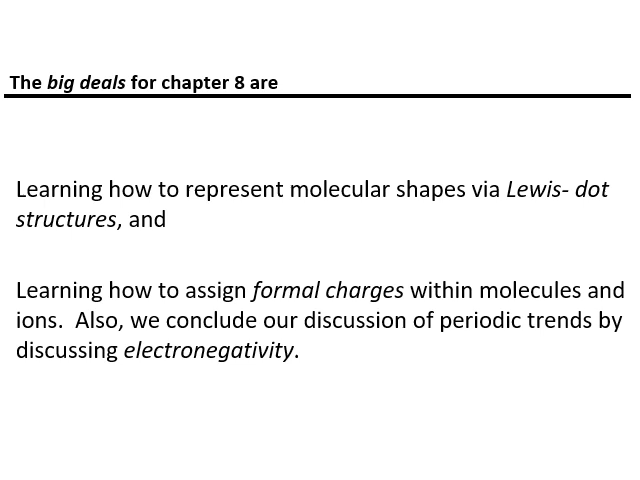 The big deals for chapter 8 are
Learning how to represent molecular shapes via Lewis- dot
structures, and
Learning how to assign formal charges within molecules and
ions.  Also, we conclude our discussion of periodic trends by
discussing electronegativity.